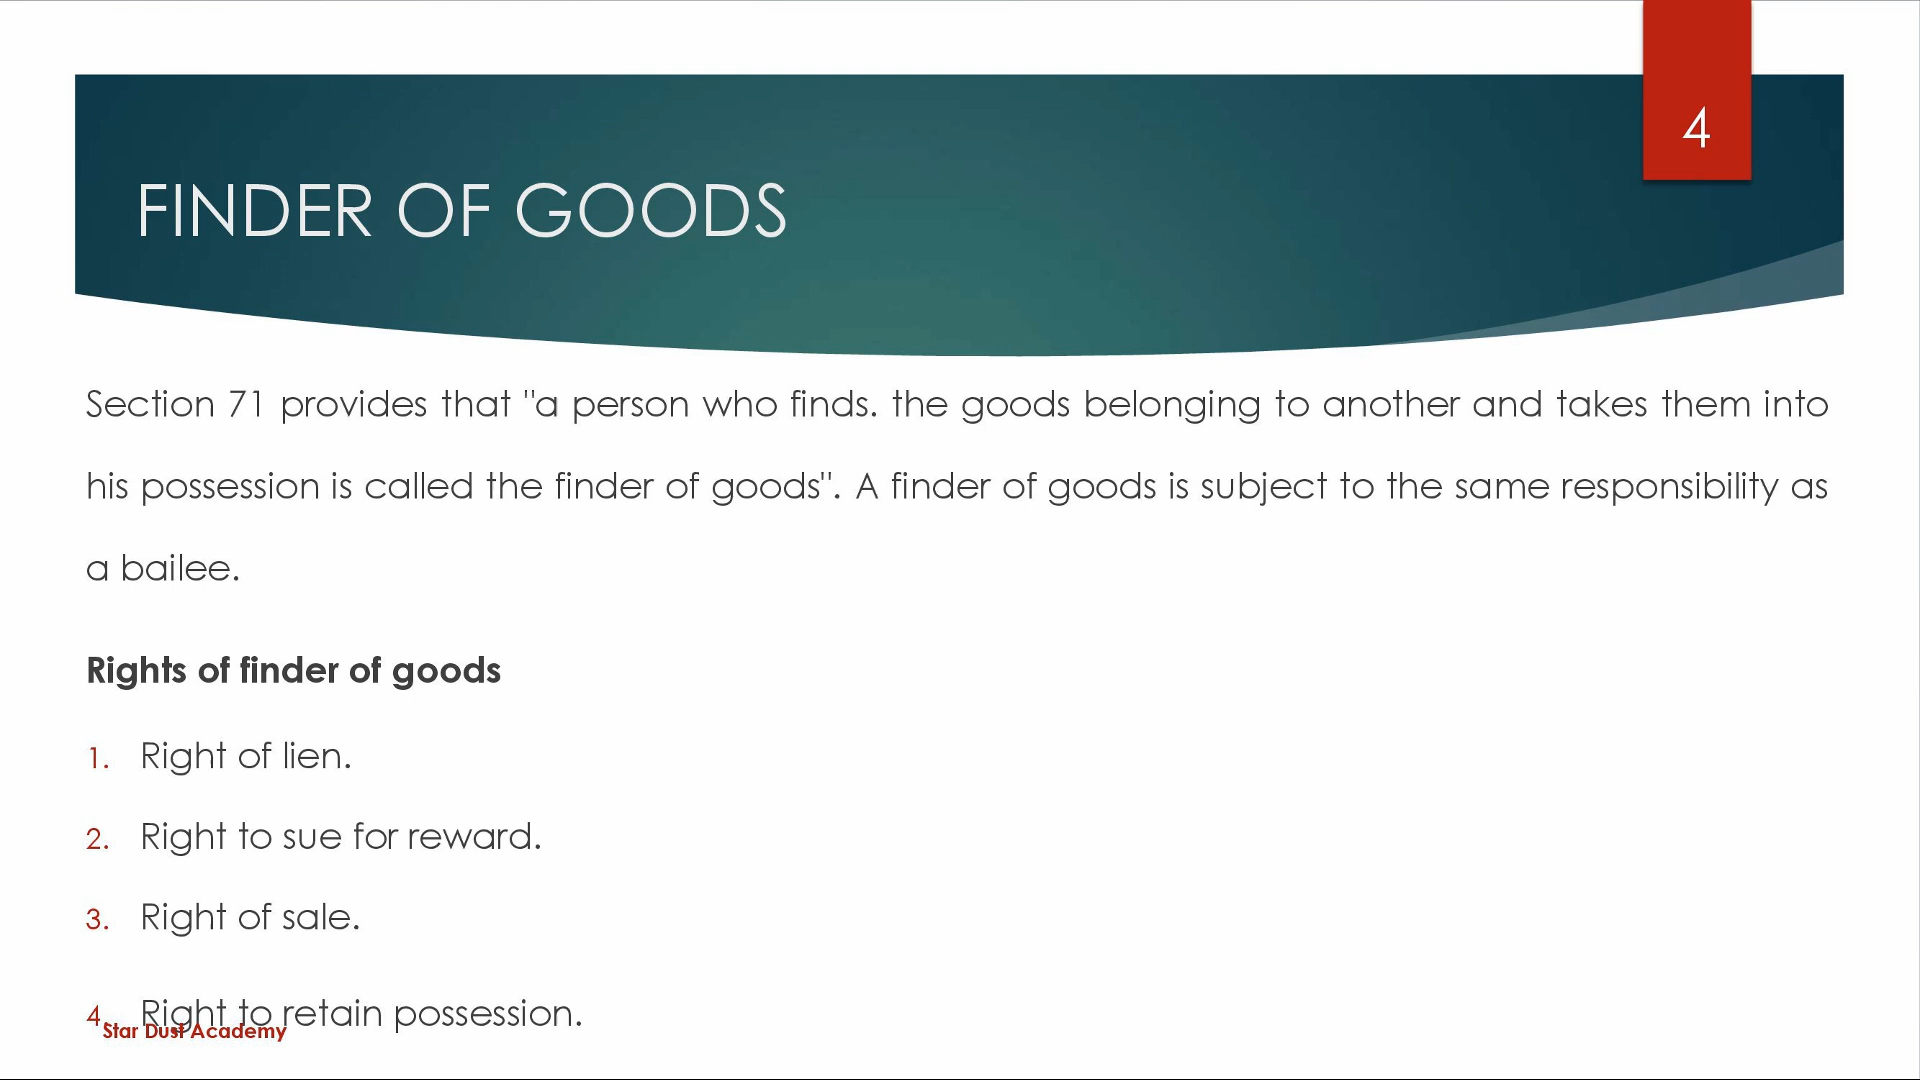 4
FINDER OF GOODS
Section 71 provides that "a person who finds. the goods belonging to another and takes them into
his possession is called the finder of goods". A finder of goods is subject to the same responsibility as
a bailee.
Rights of finder of goods
1. Right of lien.
2. Right to sue for reward.
3. Right of sale.
4. Right to retain possession.
Star Dust Academy